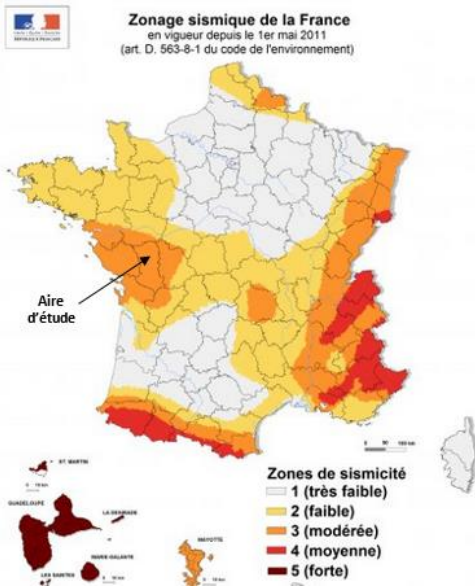 Zonage sismique de la France
en vigueur depuis le 1er mai 2011
(art. D. 563-8-1 du code de l'environnement)
Aire
d'étude
ST. MARTIN
GUADELOUPE
LA DESIRADE
MARIE-GALANTE
LES SAINTES
MAYOTTE
Zones de sismicité
1 (très faible)
2 (faible)
3 (modérée)
4 (moyenne)
5 (forte)